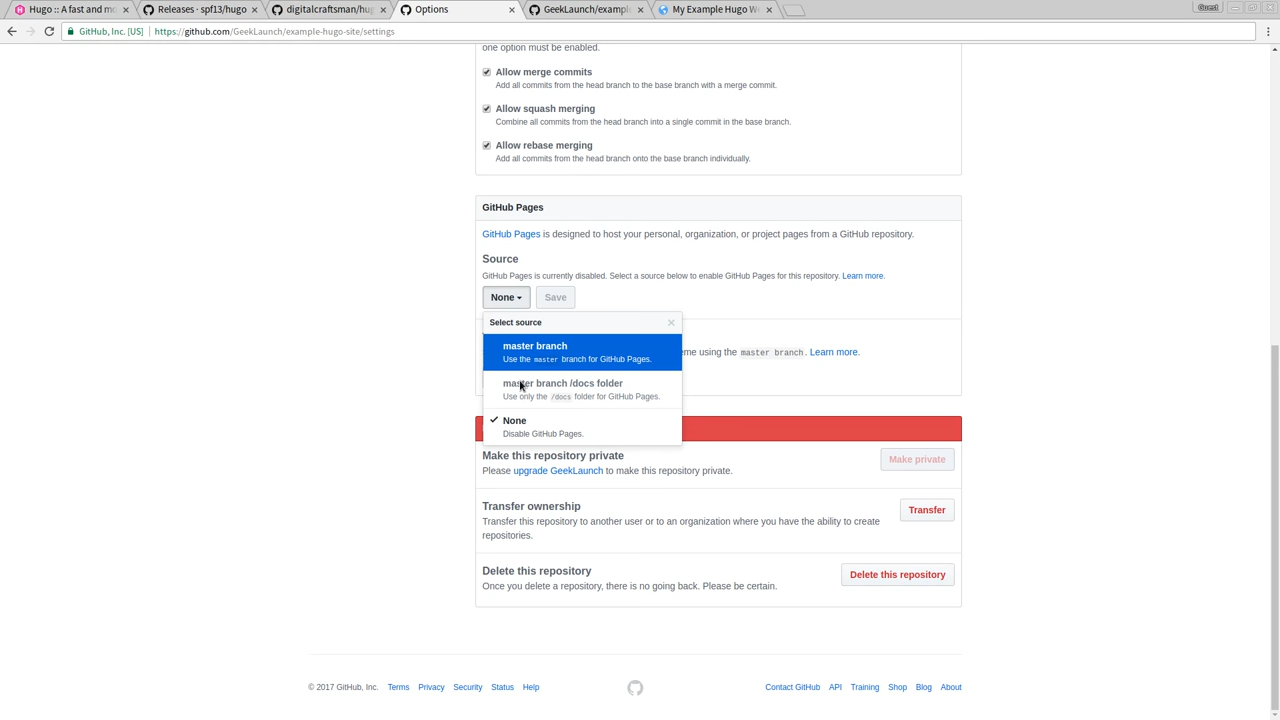 Hugo :: A fast and mo
Releases · spf13/hugo
digitalcraftsman/hug
Options
GeekLaunch/example
My Example Hugo We
Guest
GitHub, Inc. [US]
https://github.com/GeekLaunch/example-hugo-site/settings
one option must be enabled.
Allow merge commits
Add all commits from the head branch to the base branch with a merge commit.
Allow squash merging
Combine all commits from the head branch into a single commit in the base branch.
Allow rebase merging
Add all commits from the head branch onto the base branch individually.
GitHub Pages
GitHub Pages is designed to host your personal, organization, or project pages from a GitHub repository.
Source
GitHub Pages is currently disabled. Select a source below to enable GitHub Pages for this repository. Learn more.
None
Save
Select source
master branch
Use the master branch for GitHub Pages.
eme using the master branch. Learn more.
master branch /docs folder
Use only the /docs folder for GitHub Pages.
None
Disable GitHub Pages.
Make this repository private
Please upgrade GeekLaunch to make this repository private.
Make private
Transfer ownership
Transfer this repository to another user or to an organization where you have the ability to create
repositories.
Transfer
Delete this repository
Once you delete a repository, there is no going back. Please be certain.
Delete this repository
© 2017 GitHub, Inc. Terms Privacy Security Status Help
Contact GitHub API Training Shop Blog About